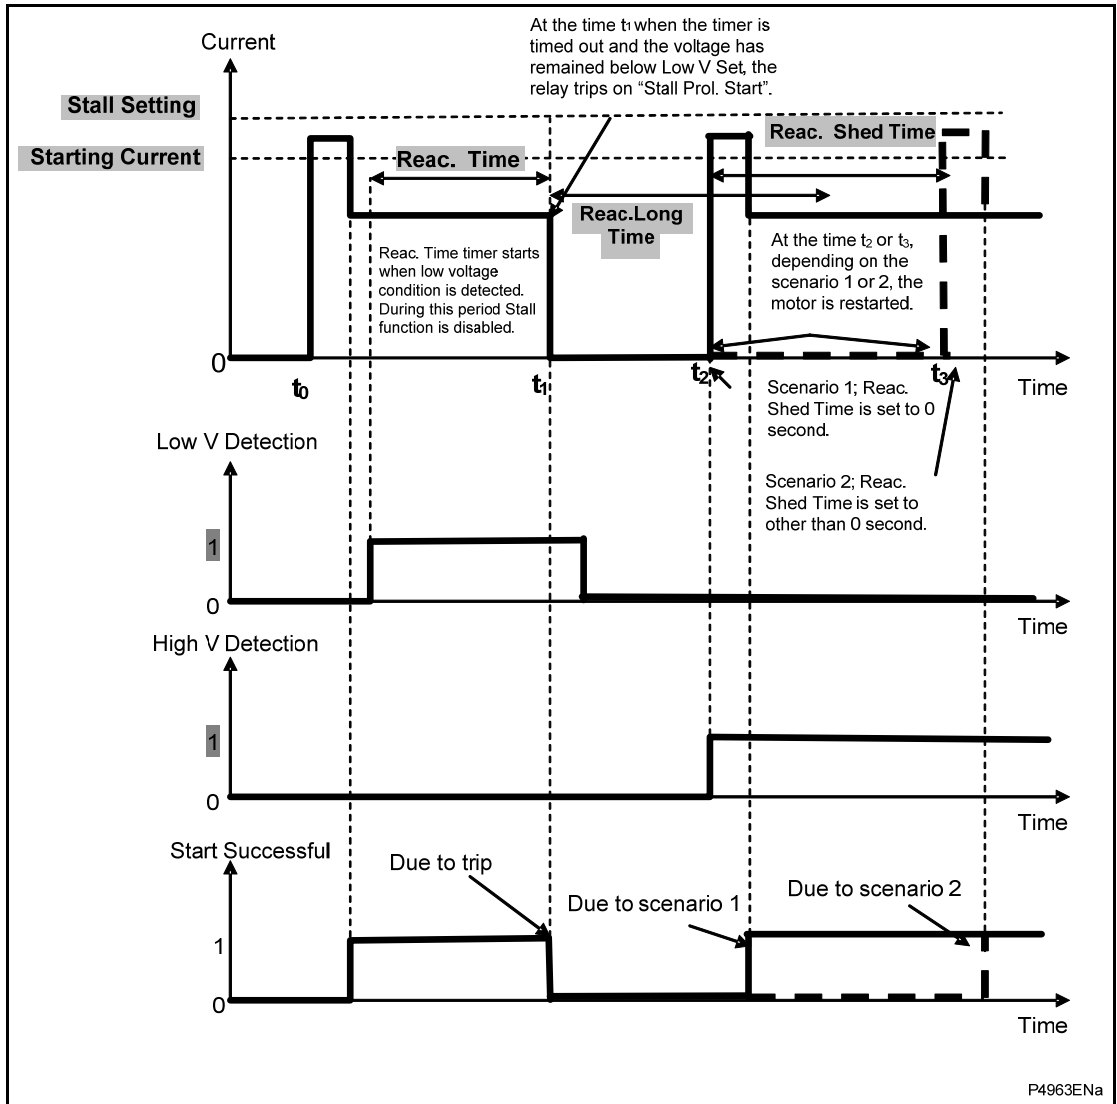 At the time t1 when the timer is
timed out and the voltage has
remained below Low V Set, the
relay trips on “Stall Prol. Start”.
Current
Stall Setting
Starting Current
Reac. Time
Reac. Shed Time
Reac.Long
Time
Reac. Time timer starts
when low voltage
condition is detected.
During this period Stall
function is disabled.
At the time t2 or t3,
depending on the
scenario 1 or 2, the
motor is restarted.
0
t0
t1
t2
t3
Time
Scenario 1; Reac.
Shed Time is set to 0
second.
Scenario 2; Reac.
Shed Time is set to
other than 0 second.
Low V Detection
1
0
Time
High V Detection
1
0
Time
Start Successful
Due to trip
Due to scenario 1
Due to scenario 2
1
0
Time
P4963ENa